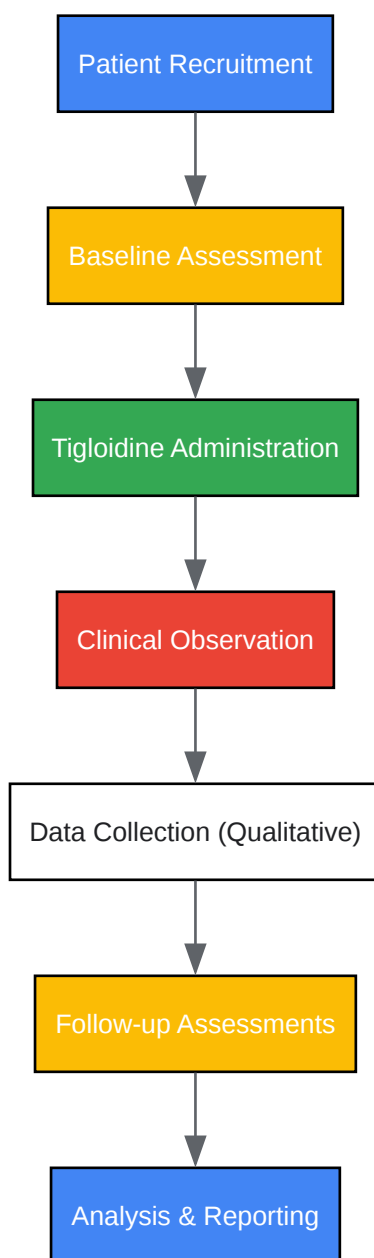 Patient Recruitment
Baseline Assessment
Tigloidine Administration
Clinical Observation
Data Collection (Qualitative)
Follow-up Assessments
Analysis & Reporting